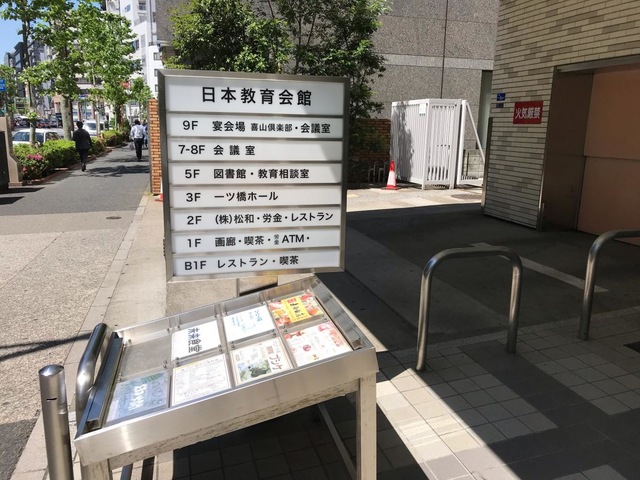 日本教育会館
9F 宴会場 喜山倶楽部・会議室
7-8F 会議室
5F 図書館・教育相談室
3F 一ツ橋ホール
2F (株)松和・労金・レストラン
1F 画廊・喫茶・労金 ATM・
B1F レストラン・喫茶
火気厳禁